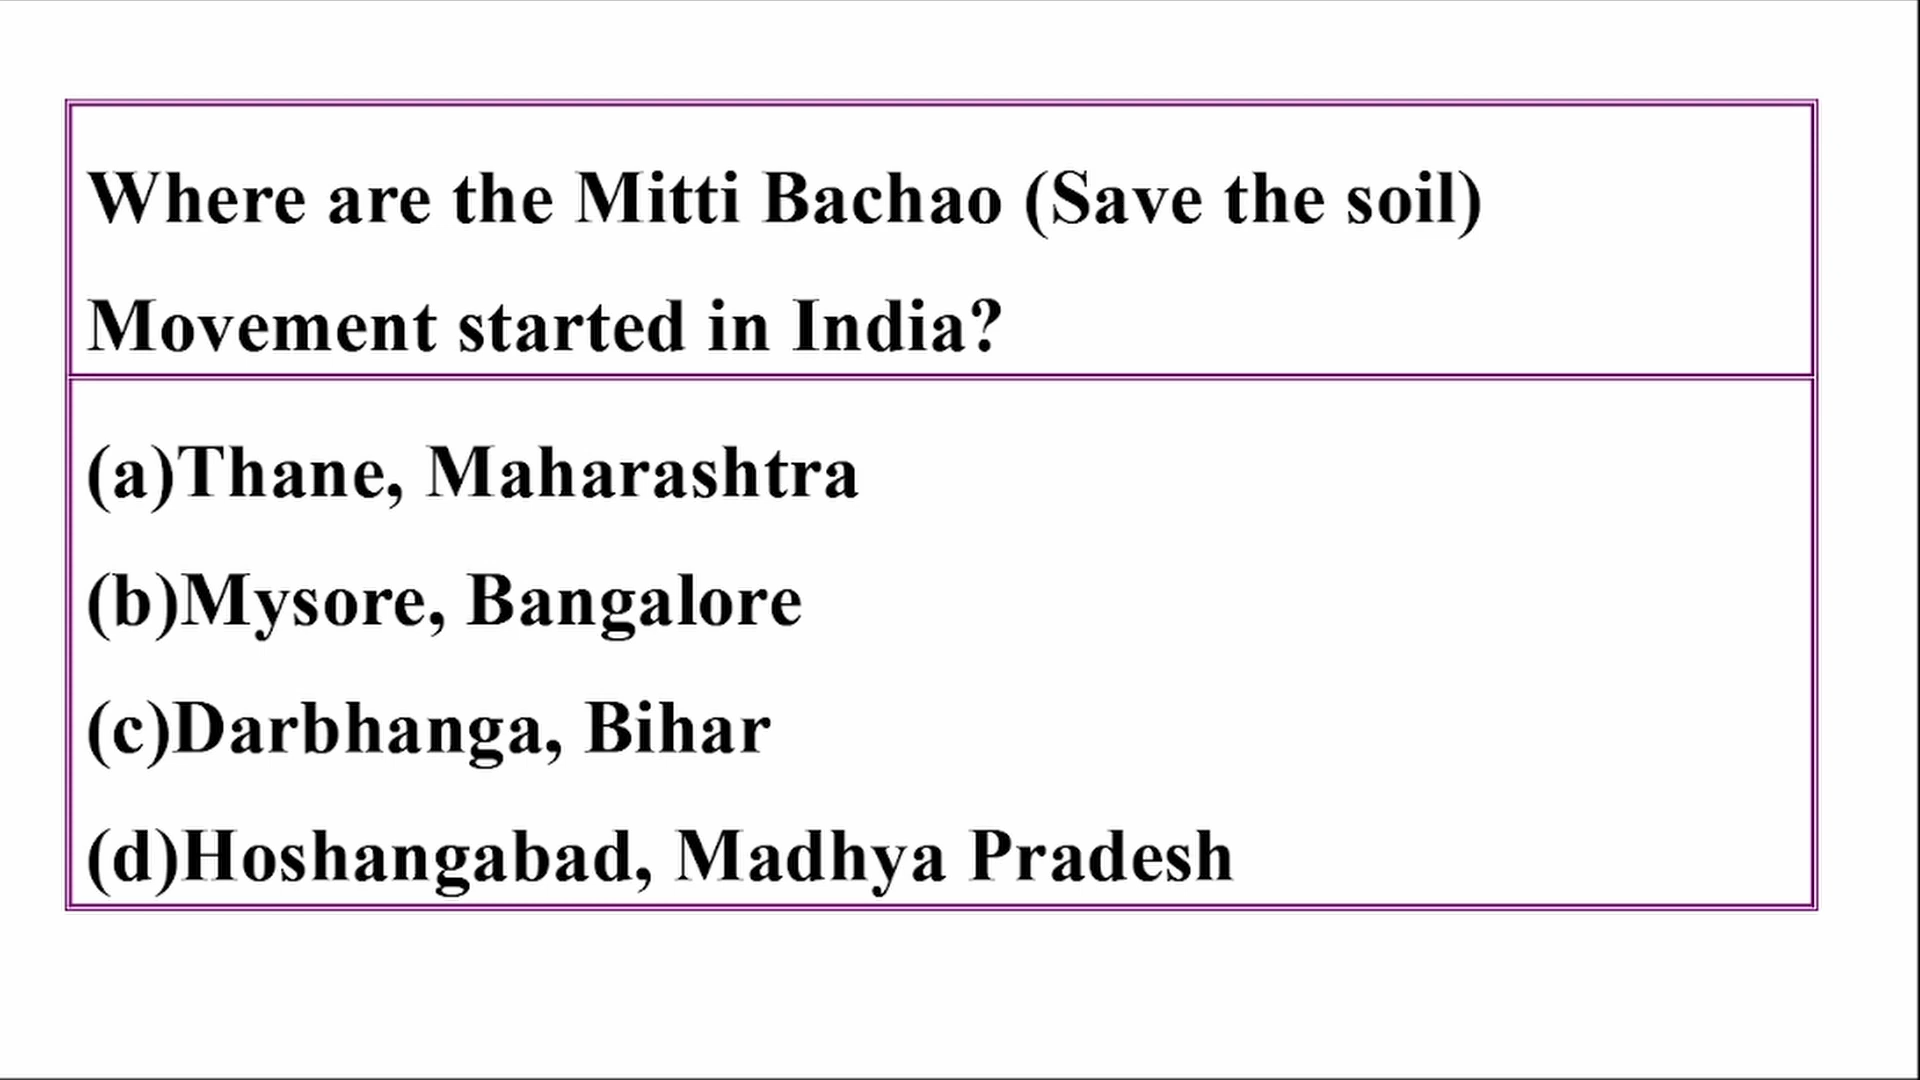 Where are the Mitti Bachao (Save the soil)
Movement started in India?
(a)Thane, Maharashtra
(b)Mysore, Bangalore
(c)Darbhanga, Bihar
(d)Hoshangabad, Madhya Pradesh